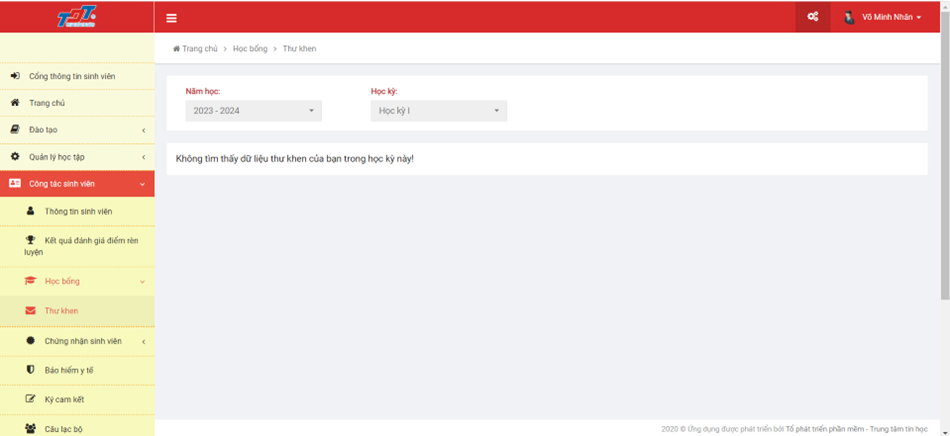 TDT
Võ Minh Nhân
Trang chủ > Học bổng > Thư khen
Cổng thông tin sinh viên
Trang chủ
Đào tạo
Quản lý học tập
Công tác sinh viên
Thông tin sinh viên
Kết quả đánh giá điểm rèn
luyện
Học bổng
Thư khen
Chứng nhận sinh viên
Bảo hiểm y tế
Ký cam kết
Câu lạc bộ
Năm học:
Học kỳ:
2023 - 2024
Học kỳ I
Không tìm thấy dữ liệu thư khen của bạn trong học kỳ này!
2020 © Ứng dụng được phát triển bởi Tổ phát triển phần mềm - Trung tâm tin học